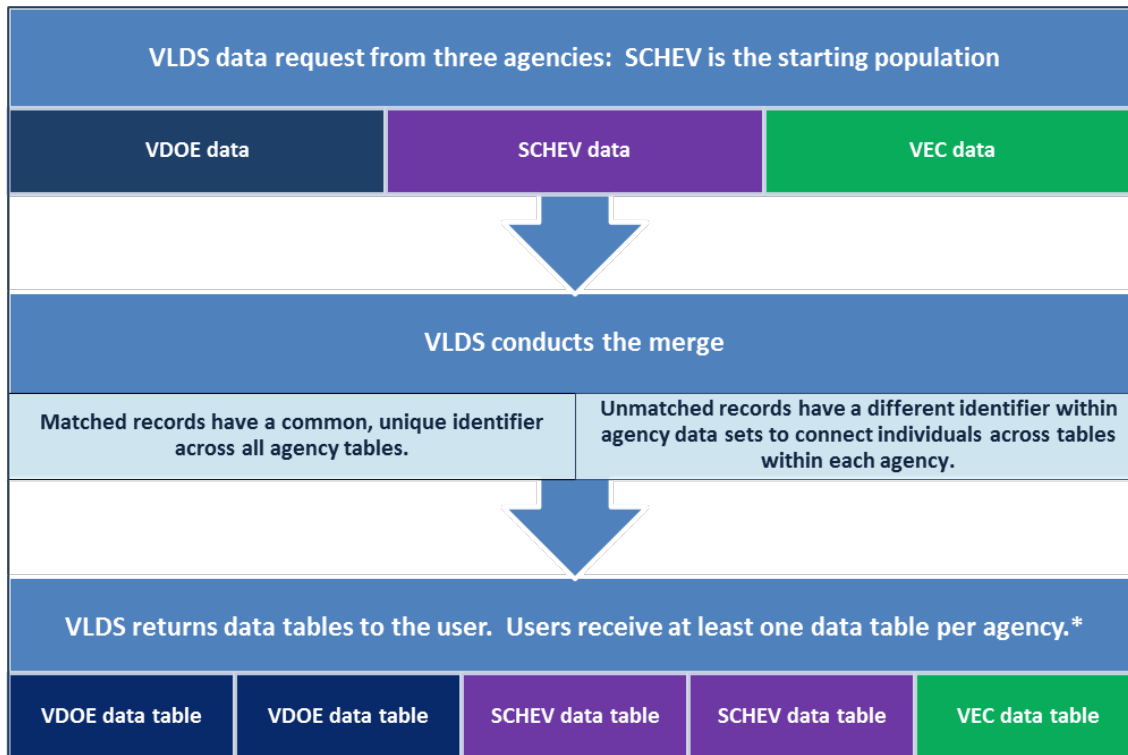 VLDS data request from three agencies:  SCHEV is the starting population
VDOE data
SCHEV data
VEC data
VLDS conducts the merge
Matched records have a common, unique identifier
across all agency tables.
Unmatched records have a different identifier within
agency data sets to connect individuals across tables
within each agency.
VLDS returns data tables to the user.  Users receive at least one data table per agency.*
VDOE data table
VDOE data table
SCHEV data table
SCHEV data table
VEC data table